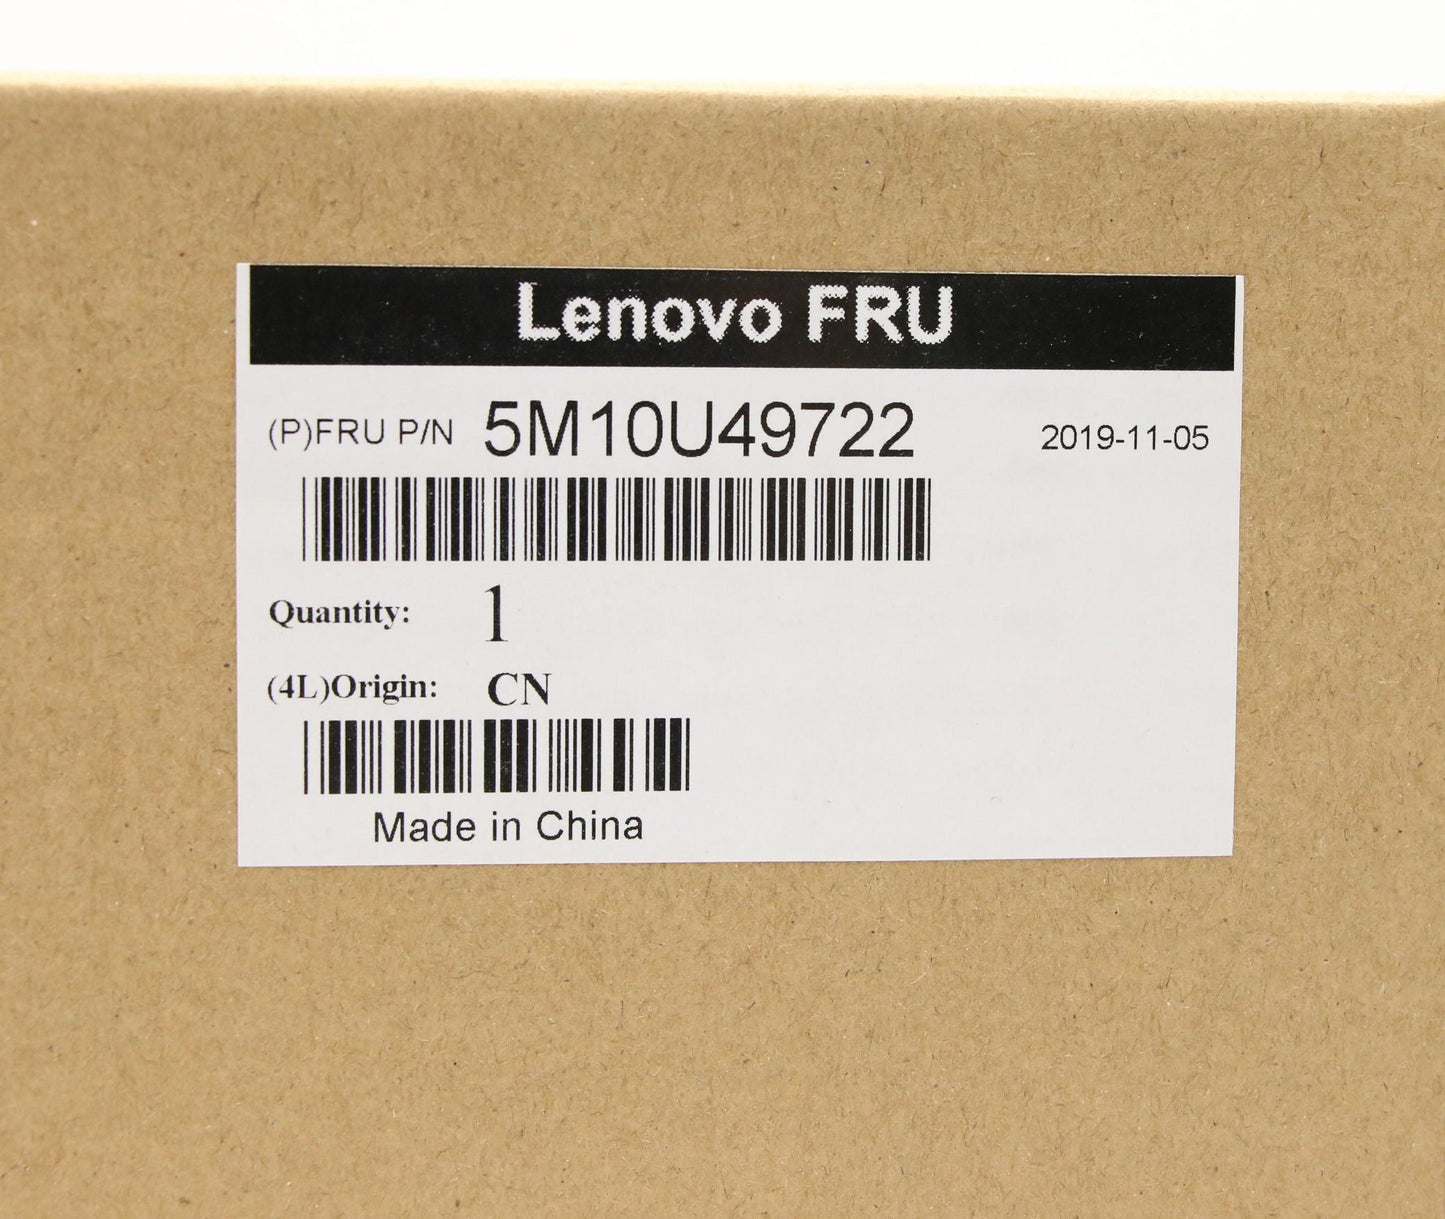 Lenovo FRU
(P)FRU P/N 5M10U49722 2019-11-05
Quantity: 1
(4L)Origin: CN
Made in China